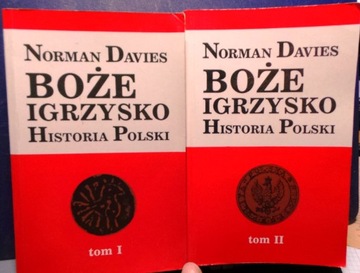 NORMAN DAVIES
BOŻE
IGRZYSKO
HISTORIA POLSKI
tom I
NORMAN DAVIES
BOŻE
IGRZYSKO
HISTORIA POLSKI
tom II